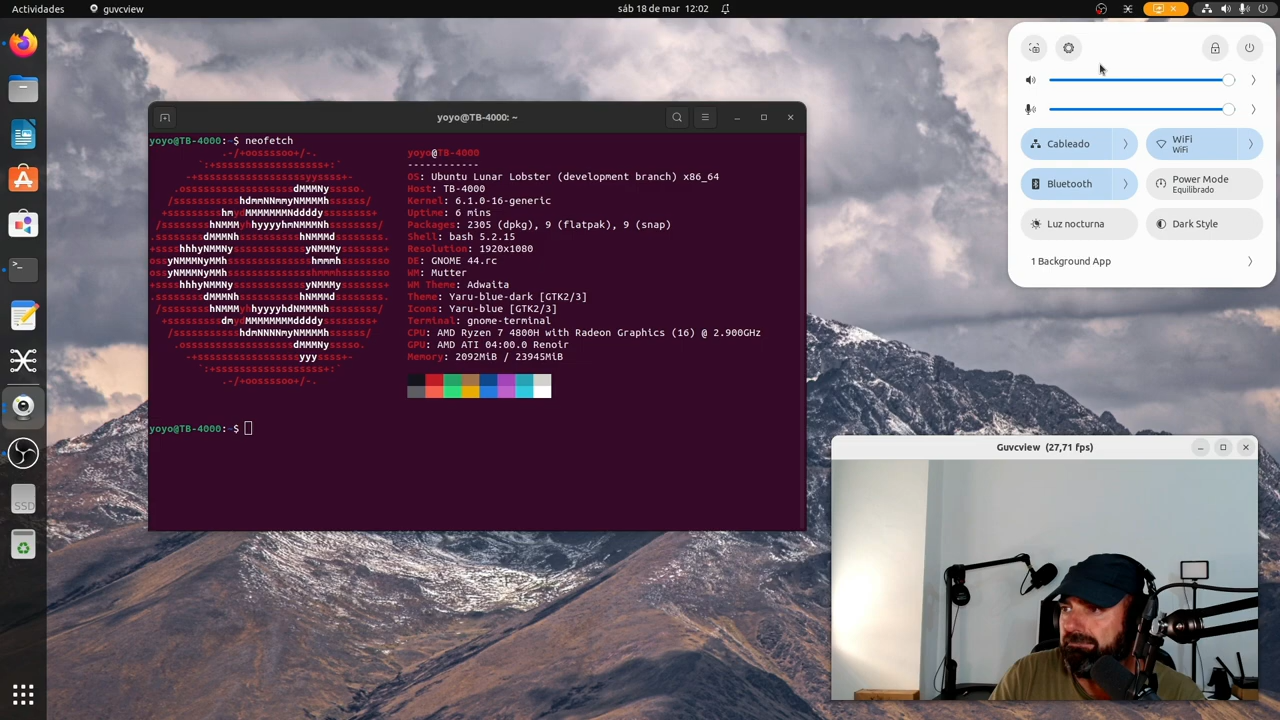 Actividades
guvcview
sáb 18 de mar 12:02
yoyo@TB-4000: ~
yoyo@TB-4000:~$ neofetch
yoyo@TB-4000
------------
OS: Ubuntu Lunar Lobster (development branch) x86_64
Host: TB-4000
Kernel: 6.1.0-16-generic
Uptime: 6 mins
Packages: 2305 (dpkg), 9 (flatpak), 9 (snap)
Shell: bash 5.2.15
Resolution: 1920x1080
DE: GNOME 44.rc
WM: Mutter
WM Theme: Adwaita
Theme: Yaru-blue-dark [GTK2/3]
Icons: Yaru-blue [GTK2/3]
Terminal: gnome-terminal
CPU: AMD Ryzen 7 4800H with Radeon Graphics (16) @ 2.900GHz
GPU: AMD ATI 04:00.0 Renoir
Memory: 2092MiB / 23945MiB
yoyo@TB-4000:~$
Cableado
WiFi
WiFi
Bluetooth
Power Mode
Equilibrado
Luz nocturna
Dark Style
1 Background App
Guvcview (27,71 fps)
SSD